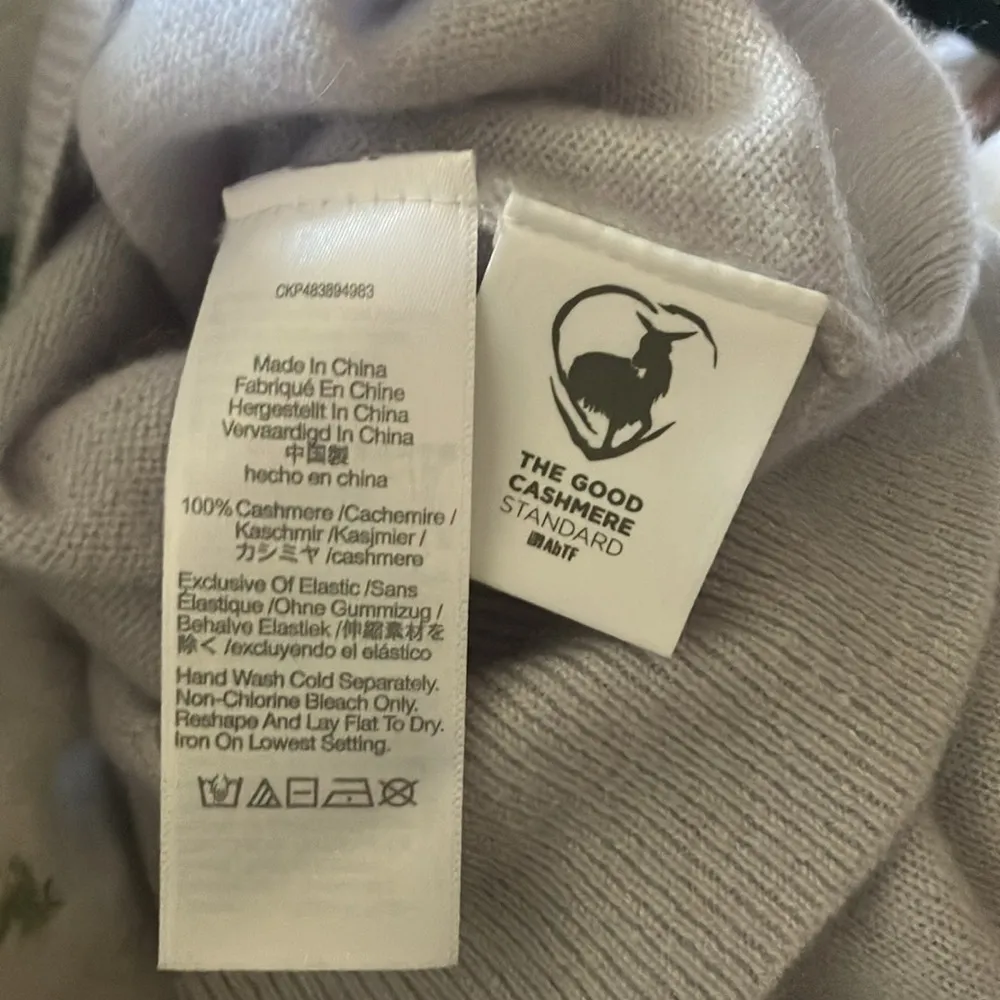 CKP483894983
Made In China
Fabriqué En Chine
Hergestellt In China
Vervaardigd In China
中国製
hecho en china
100% Cashmere /Cachemire /
Kaschmir /Kasjmier /
カシミヤ /cashmere
Exclusive Of Elastic /Sans
Élastique /Ohne Gummizug /
Behalve Elastiek /伸縮素材を
除く /excluyendo el elástico
Hand Wash Cold Separately.
Non-Chlorine Bleach Only.
Reshape And Lay Flat To Dry.
Iron On Lowest Setting.
THE GOOD
CASHMERE
STANDARD
AbTF